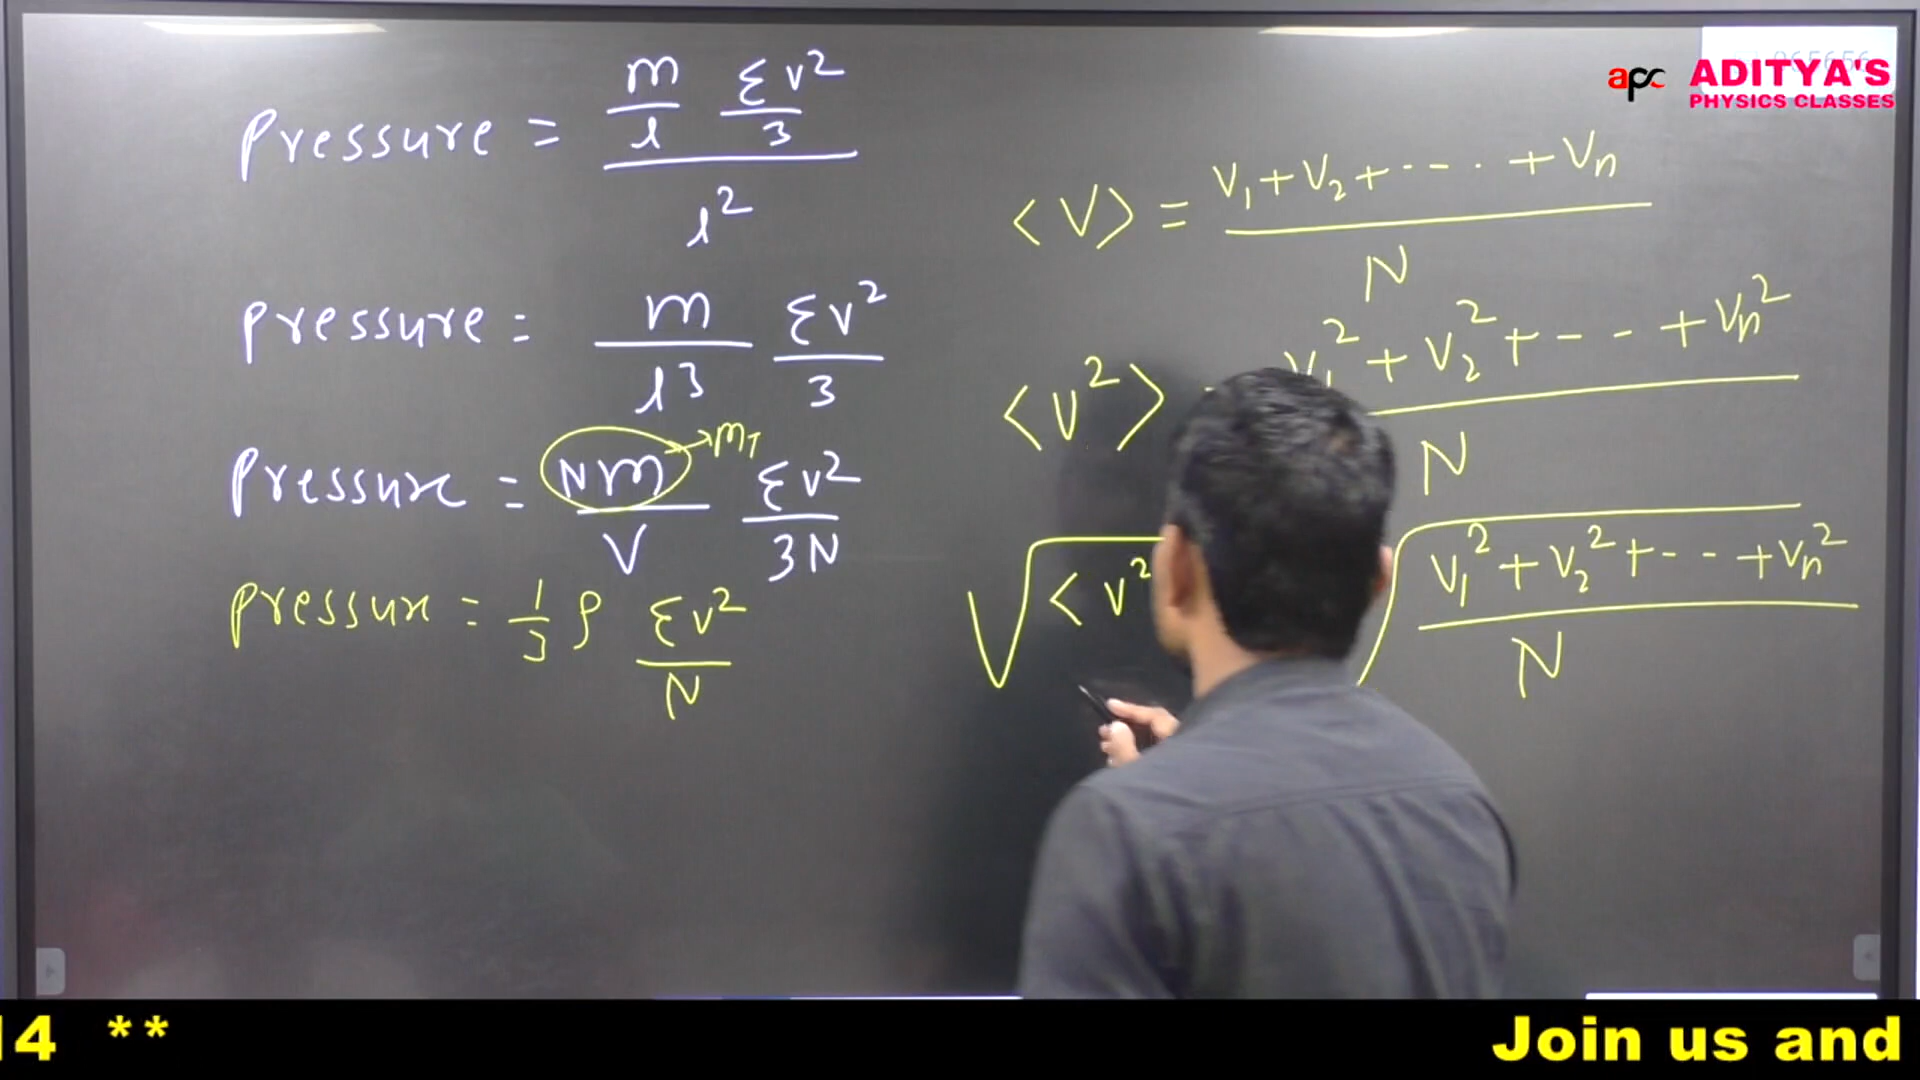 apc ADITYA'S
PHYSICS CLASSES
Pressure = m/l Σv²/3 / l²
Pressure = m/l³ Σv²/3
Pressure = Nm/V Σv²/3N
→ m_T
Pressure = 1/3 ρ Σv²/N
<V> = V₁ + V₂ + ---- + Vₙ / N
<V²> V₁² + V₂² + --- + Vₙ² / N
√<V² √V₁² + V₂² + --- + Vₙ² / N
14 ** Join us and